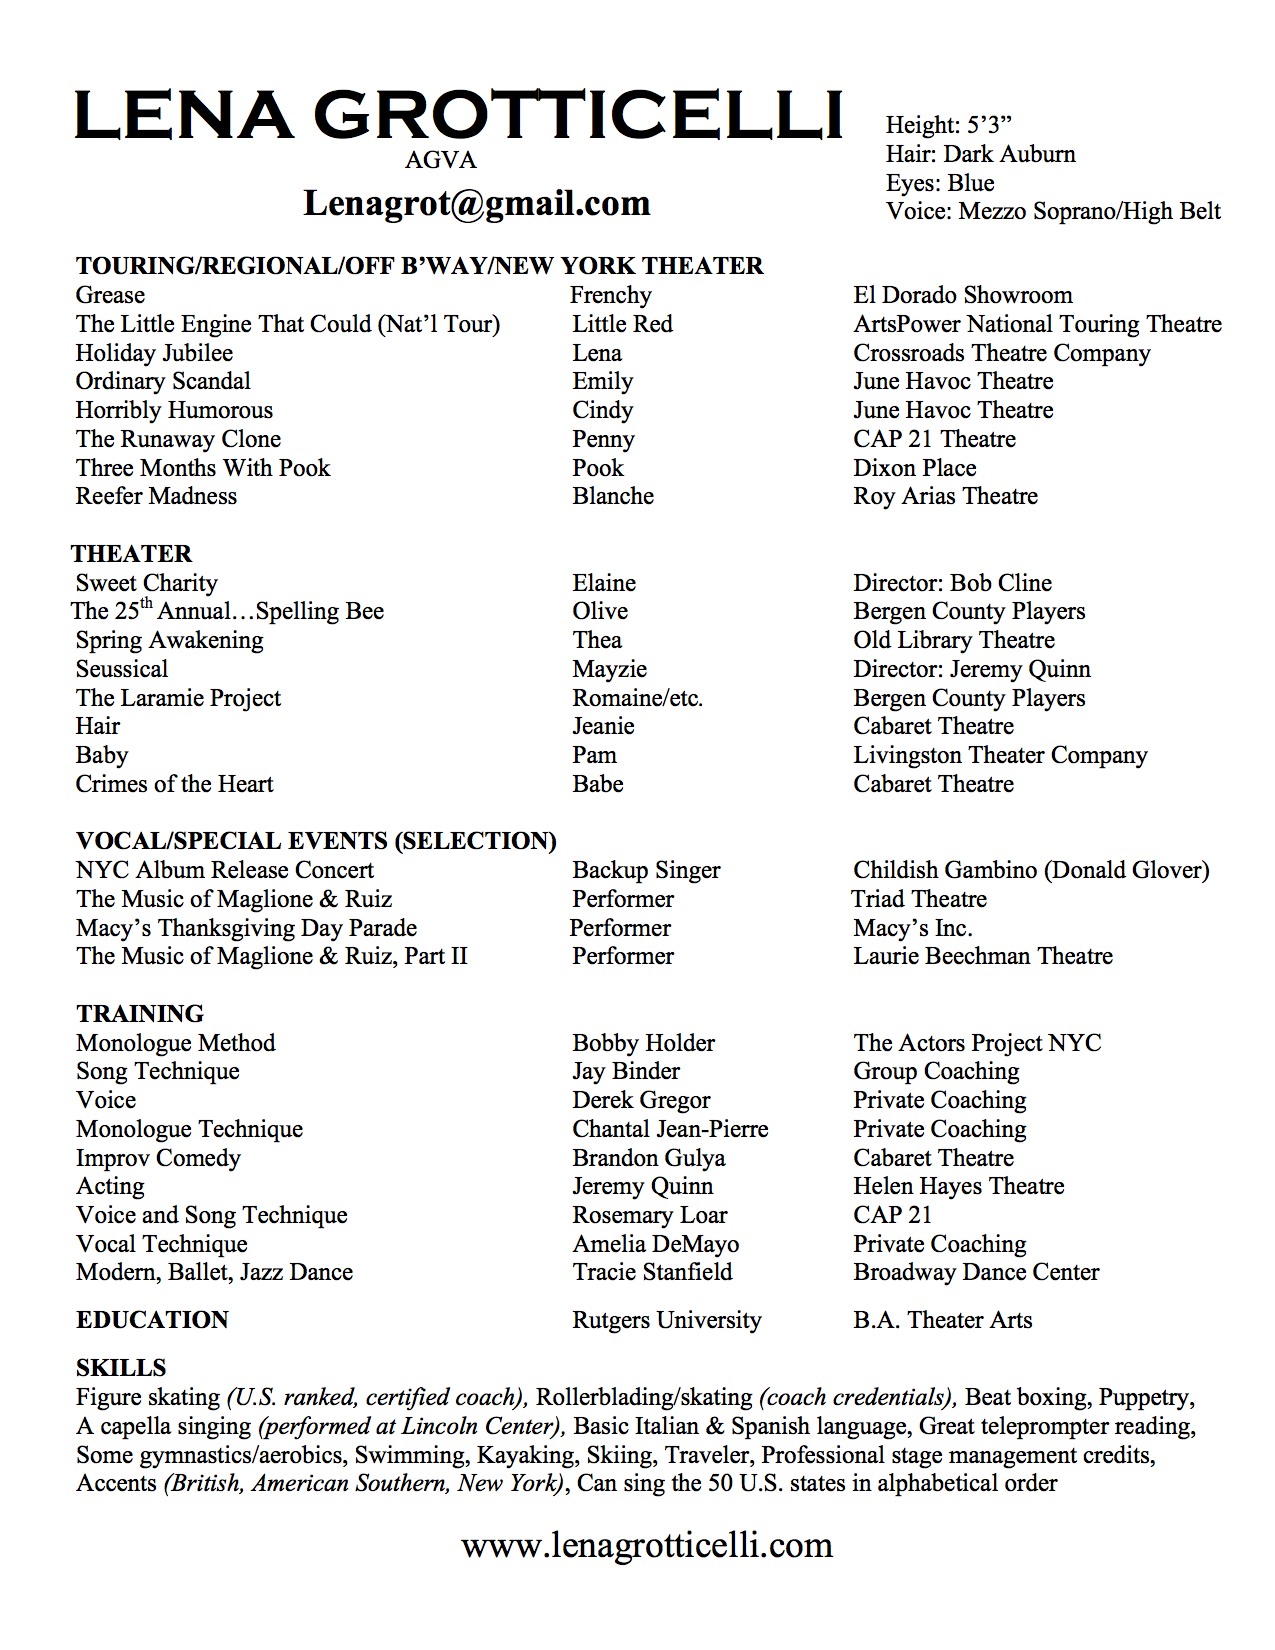 LENA GROTTICELLI
AGVA
Lenagrot@gmail.com
Height: 5’3”
Hair: Dark Auburn
Eyes: Blue
Voice: Mezzo Soprano/High Belt
TOURING/REGIONAL/OFF B’WAY/NEW YORK THEATER
Grease Frenchy El Dorado Showroom
The Little Engine That Could (Nat’l Tour) Little Red ArtsPower National Touring Theatre
Holiday Jubilee Lena Crossroads Theatre Company
Ordinary Scandal Emily June Havoc Theatre
Horribly Humorous Cindy June Havoc Theatre
The Runaway Clone Penny CAP 21 Theatre
Three Months With Pook Pook Dixon Place
Reefer Madness Blanche Roy Arias Theatre
THEATER
Sweet Charity Elaine Director: Bob Cline
The 25th Annual…Spelling Bee Olive Bergen County Players
Spring Awakening Thea Old Library Theatre
Seussical Mayzie Director: Jeremy Quinn
The Laramie Project Romaine/etc. Bergen County Players
Hair Jeanie Cabaret Theatre
Baby Pam Livingston Theater Company
Crimes of the Heart Babe Cabaret Theatre
VOCAL/SPECIAL EVENTS (SELECTION)
NYC Album Release Concert Backup Singer Childish Gambino (Donald Glover)
The Music of Maglione & Ruiz Performer Triad Theatre
Macy’s Thanksgiving Day Parade Performer Macy’s Inc.
The Music of Maglione & Ruiz, Part II Performer Laurie Beechman Theatre
TRAINING
Monologue Method Bobby Holder The Actors Project NYC
Song Technique Jay Binder Group Coaching
Voice Derek Gregor Private Coaching
Monologue Technique Chantal Jean-Pierre Private Coaching
Improv Comedy Brandon Gulya Cabaret Theatre
Acting Jeremy Quinn Helen Hayes Theatre
Voice and Song Technique Rosemary Loar CAP 21
Vocal Technique Amelia DeMayo Private Coaching
Modern, Ballet, Jazz Dance Tracie Stanfield Broadway Dance Center
EDUCATION Rutgers University B.A. Theater Arts
SKILLS
Figure skating (U.S. ranked, certified coach), Rollerblading/skating (coach credentials), Beat boxing, Puppetry,
A capella singing (performed at Lincoln Center), Basic Italian & Spanish language, Great teleprompter reading,
Some gymnastics/aerobics, Swimming, Kayaking, Skiing, Traveler, Professional stage management credits,
Accents (British, American Southern, New York), Can sing the 50 U.S. states in alphabetical order
www.lenagrotticelli.com